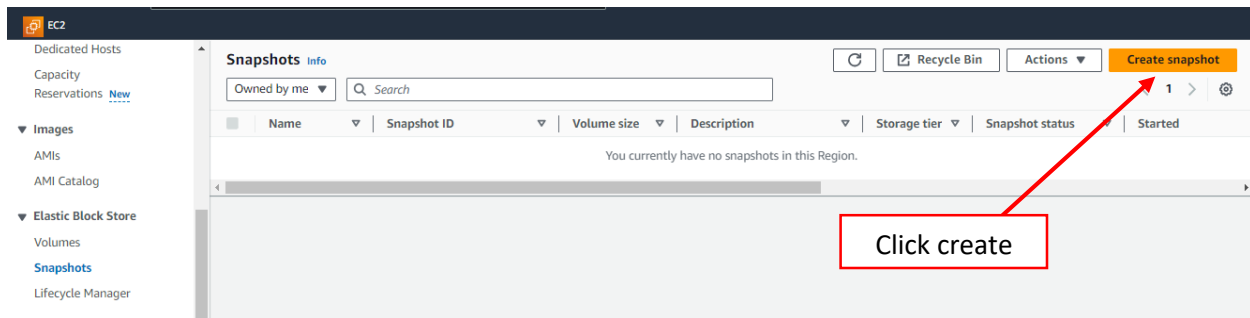 EC2
Dedicated Hosts
Capacity
Reservations New
Images
AMIs
AMI Catalog
Elastic Block Store
Volumes
Snapshots
Lifecycle Manager
Snapshots Info
Recycle Bin
Actions
Create snapshot
Owned by me
Search
1
Name
Snapshot ID
Volume size
Description
Storage tier
Snapshot status
Started
You currently have no snapshots in this Region.
Click create